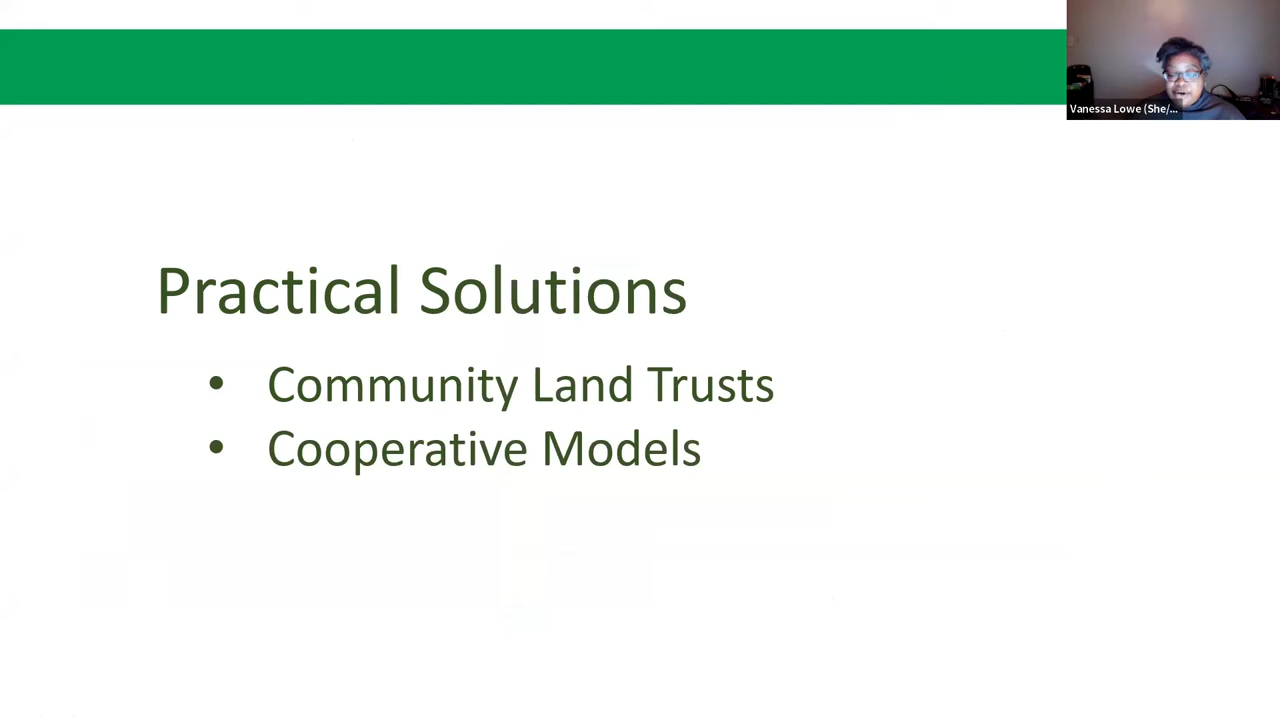 Vanessa Lowe (She/...
Practical Solutions
• Community Land Trusts
• Cooperative Models